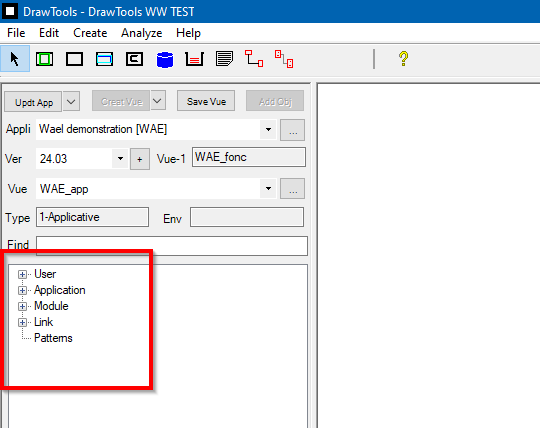 DrawTools - DrawTools WW TEST
File Edit Create Analyze Help
Updt App Creat Vue Save Vue Add Obj
Appli Wael demonstration [WAE] ...
Ver 24.03 + Vue-1 WAE_fonc
Vue WAE_app ...
Type 1-Applicative Env
Find
User
Application
Module
Link
Patterns